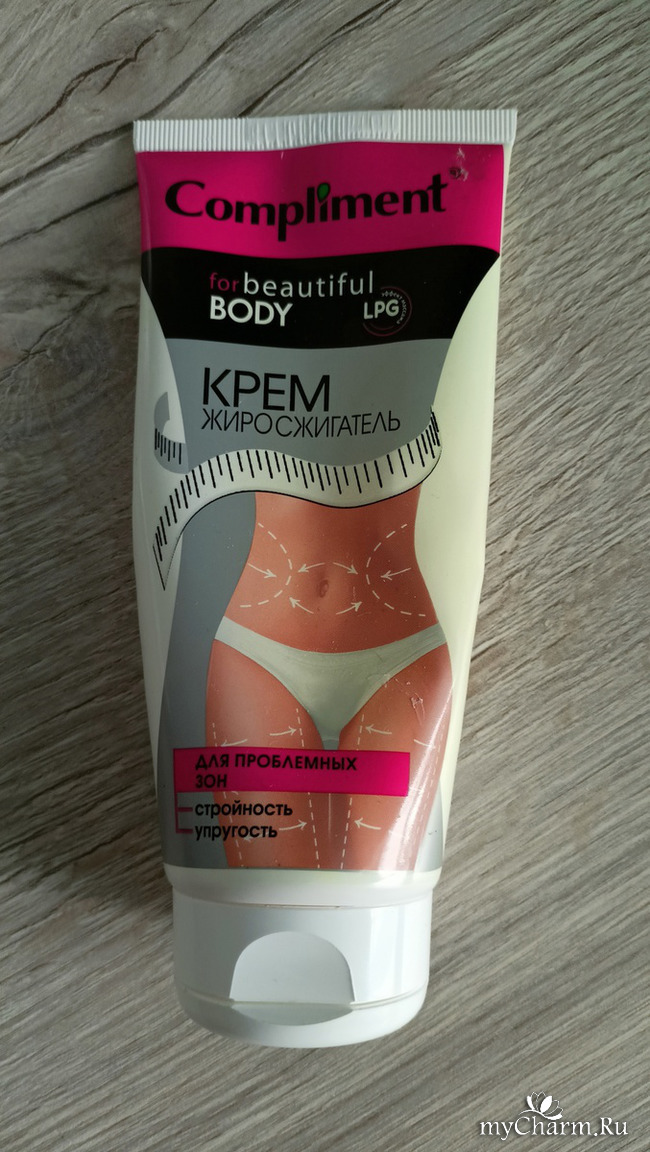 Compliment
for beautiful
BODY
LPG
КРЕМ
ЖИРОСЖИГАТЕЛЬ
ДЛЯ ПРОБЛЕМНЫХ
ЗОН
стройность
упругость
myCharm.Ru